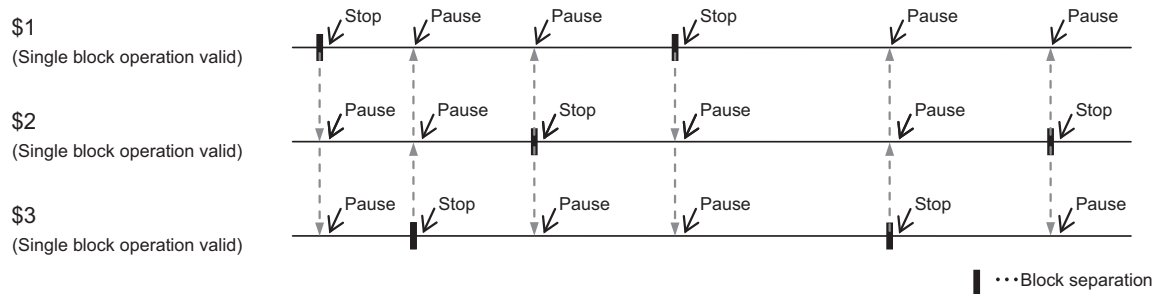 $1
(Single block operation valid)
Stop Pause Pause Stop Pause Pause
$2
(Single block operation valid)
Pause Pause Stop Pause Pause Stop
$3
(Single block operation valid)
Pause Stop Pause Pause Stop Pause
···Block separation